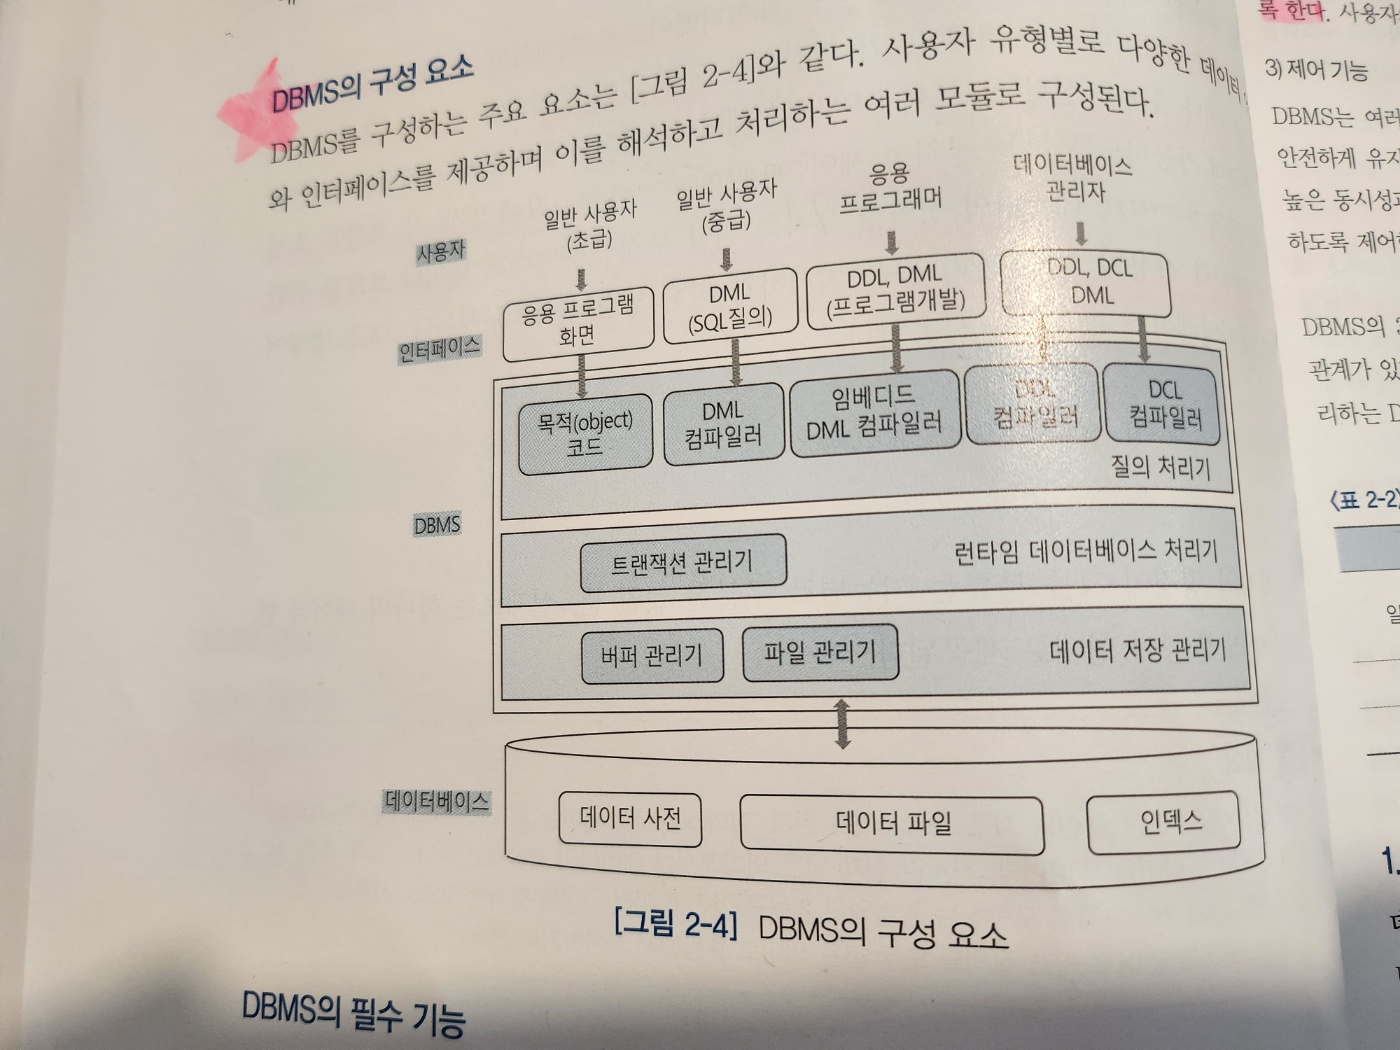 DBMS의 구성 요소
DBMS를 구성하는 주요 요소는 [그림 2-4]와 같다. 사용자 유형별로 다양한 데이터
와 인터페이스를 제공하며 이를 해석하고 처리하는 여러 모듈로 구성된다.
사용자
일반 사용자
(초급)
일반 사용자
(중급)
응용
프로그래머
데이터베이스
관리자
인터페이스
응용 프로그램
화면
DML
(SQL질의)
DDL, DML
(프로그램개발)
DDL, DCL
DML
DBMS
목적(object)
코드
DML
컴파일러
임베디드
DML 컴파일러
DDL
컴파일러
DCL
컴파일러
질의 처리기
트랜잭션 관리기
런타임 데이터베이스 처리기
버퍼 관리기
파일 관리기
데이터 저장 관리기
데이터베이스
데이터 사전
데이터 파일
인덱스
[그림 2-4] DBMS의 구성 요소
DBMS의 필수 기능
록 한다. 사용자
3) 제어 기능
DBMS는 여러
안전하게 유지
높은 동시성
하도록 제어
DBMS의
관계가 있
리하는
〈표 2-2〉
1.